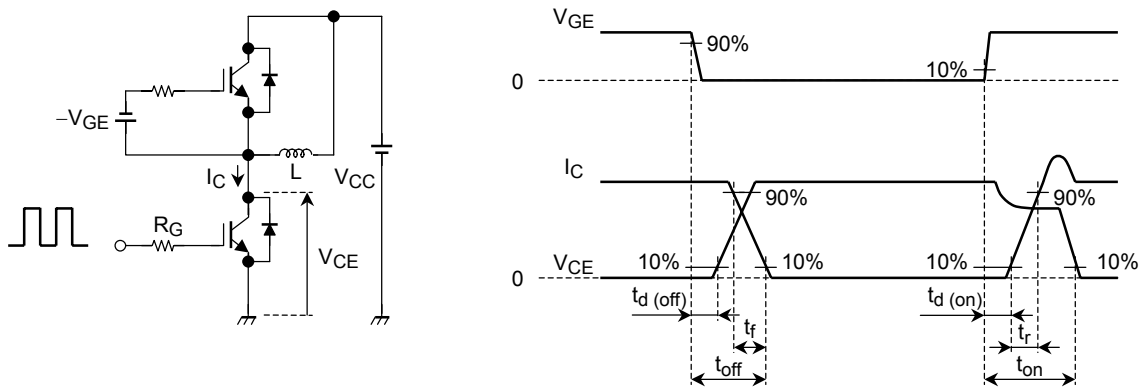 –VGE
L
IC
VCC
RG
VCE
VGE
90%
0
10%
IC
90%
VCE
0
10%
10%
10%
10%
td (off)
tf
toff
td (on)
tr
ton